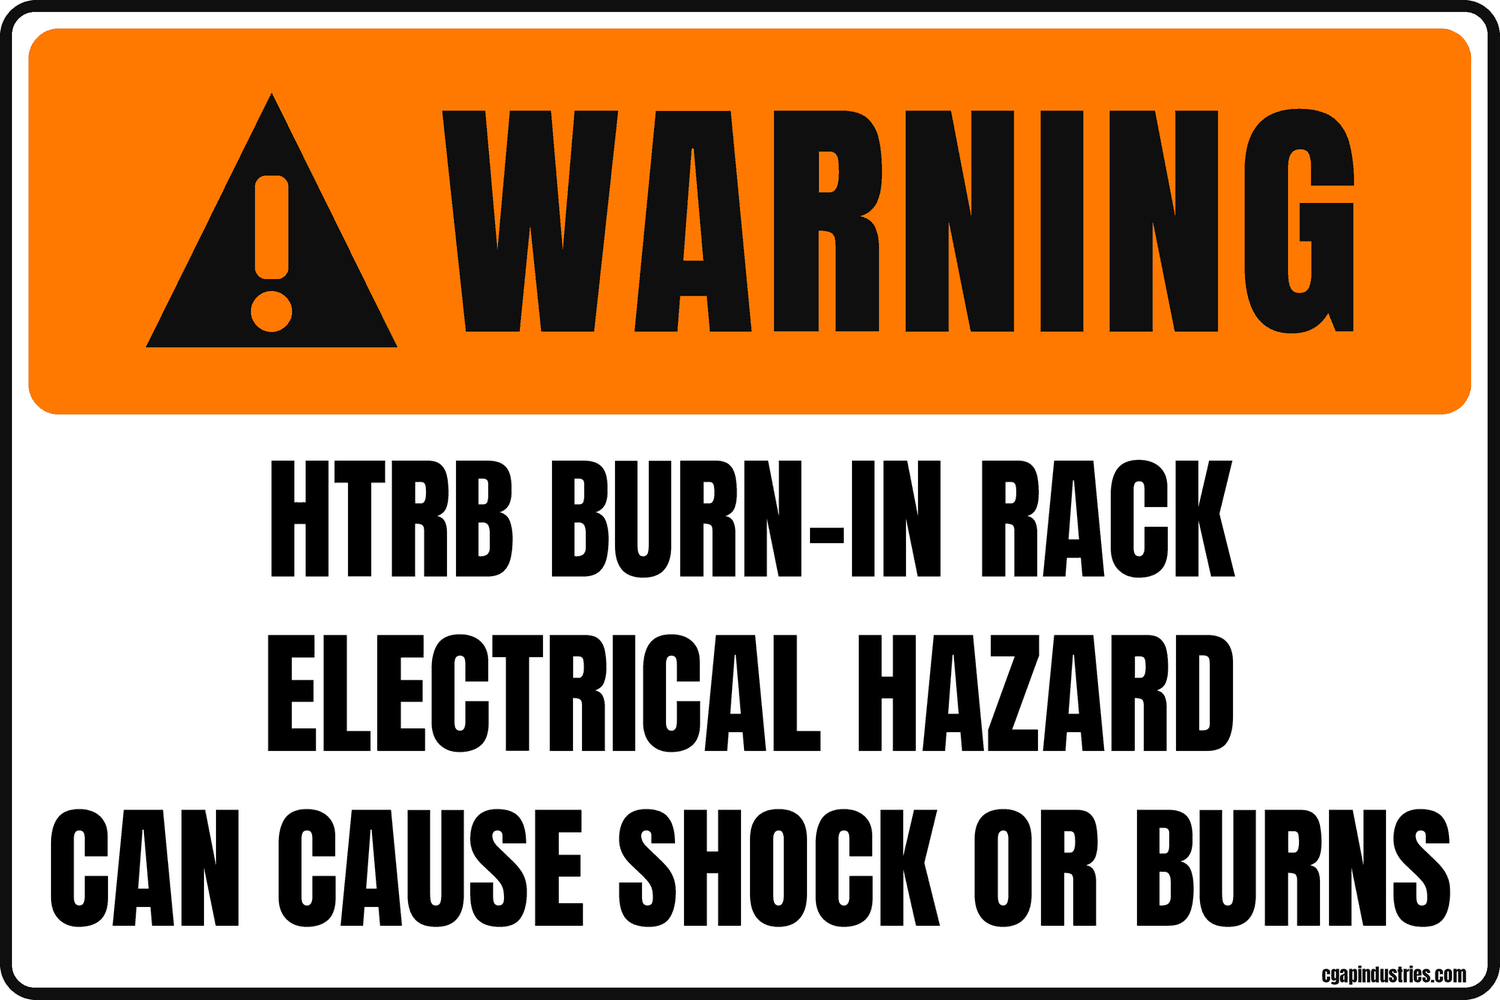 WARNING
HTRB BURN-IN RACK
ELECTRICAL HAZARD
CAN CAUSE SHOCK OR BURNS
cgapindustries.com